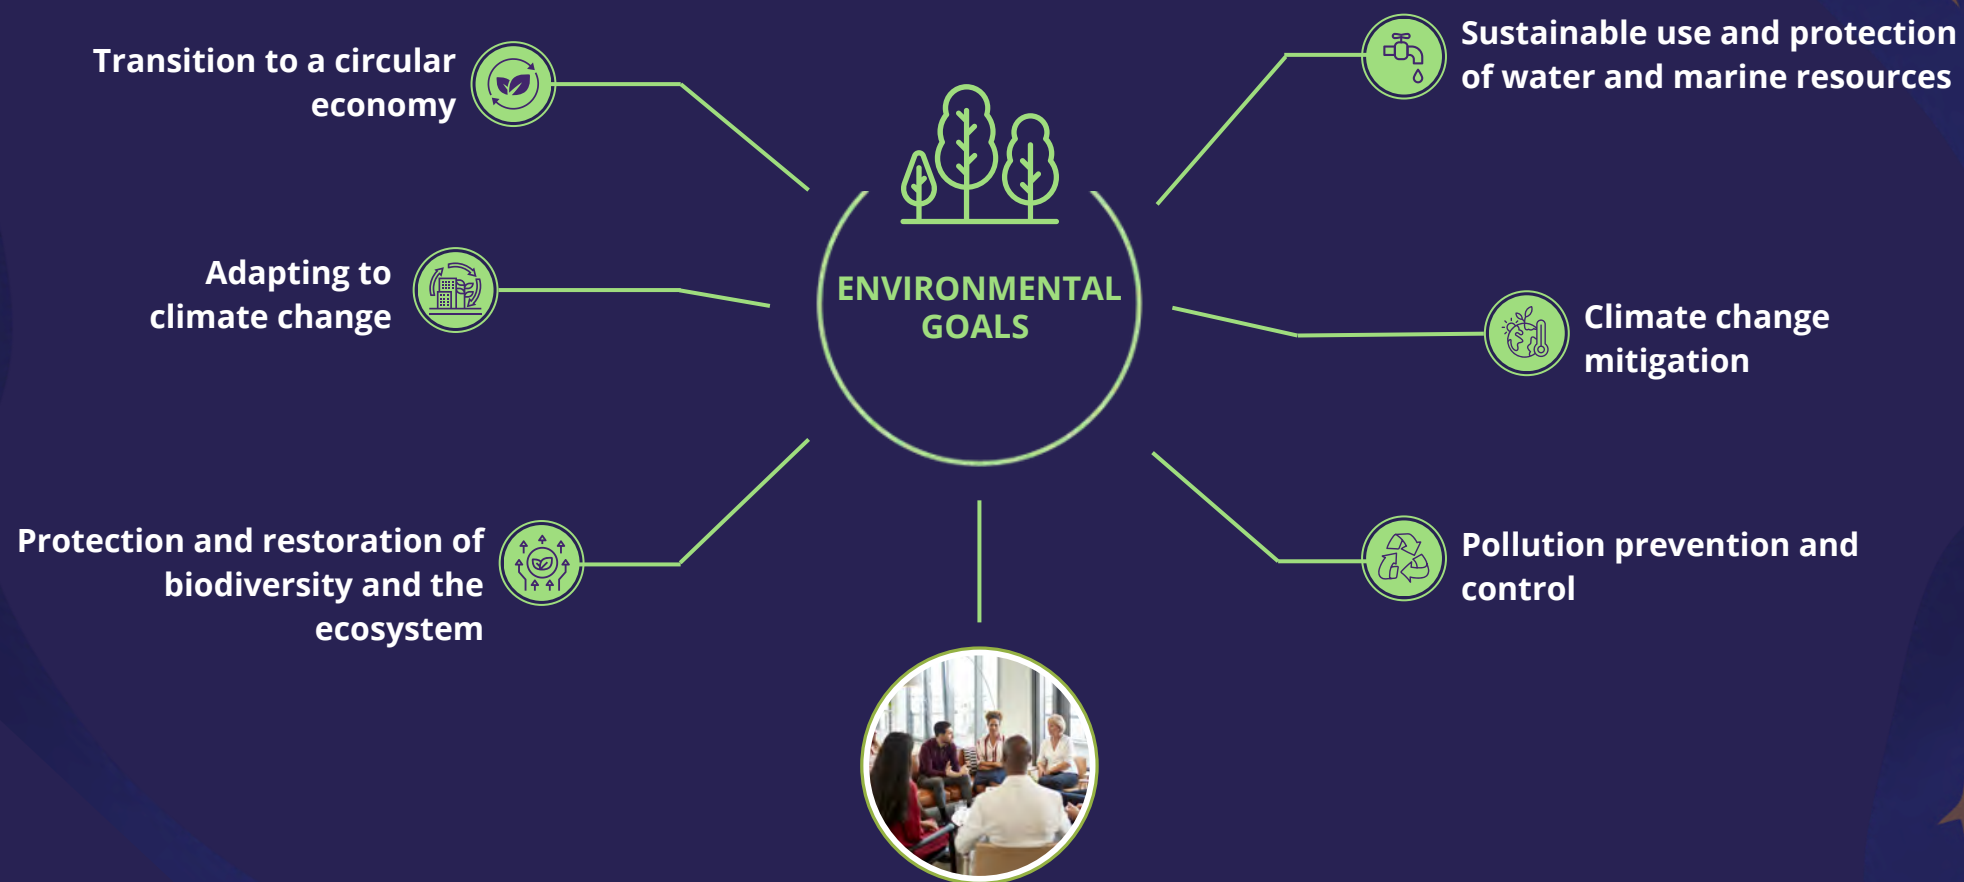 Transition to a circular
economy
Sustainable use and protection
of water and marine resources
ENVIRONMENTAL
GOALS
Adapting to
climate change
Climate change
mitigation
Protection and restoration of
biodiversity and the
ecosystem
Pollution prevention and
control